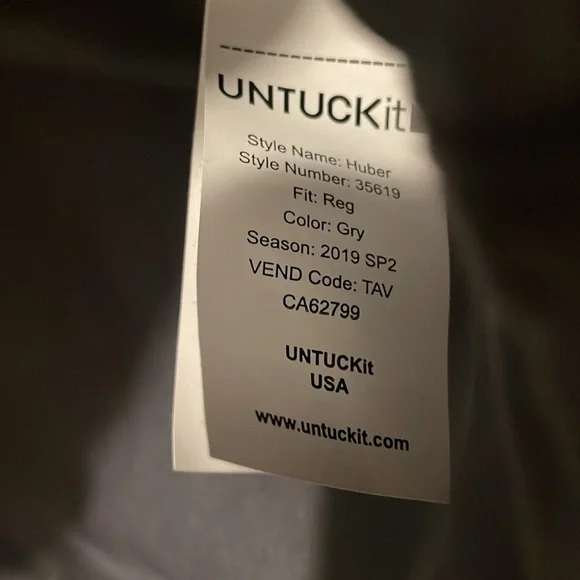 UNTUCKit
Style Name: Huber
Style Number: 35619
Fit: Reg
Color: Gry
Season: 2019 SP2
VEND Code: TAV
CA62799
UNTUCKit
USA
www.untuckit.com